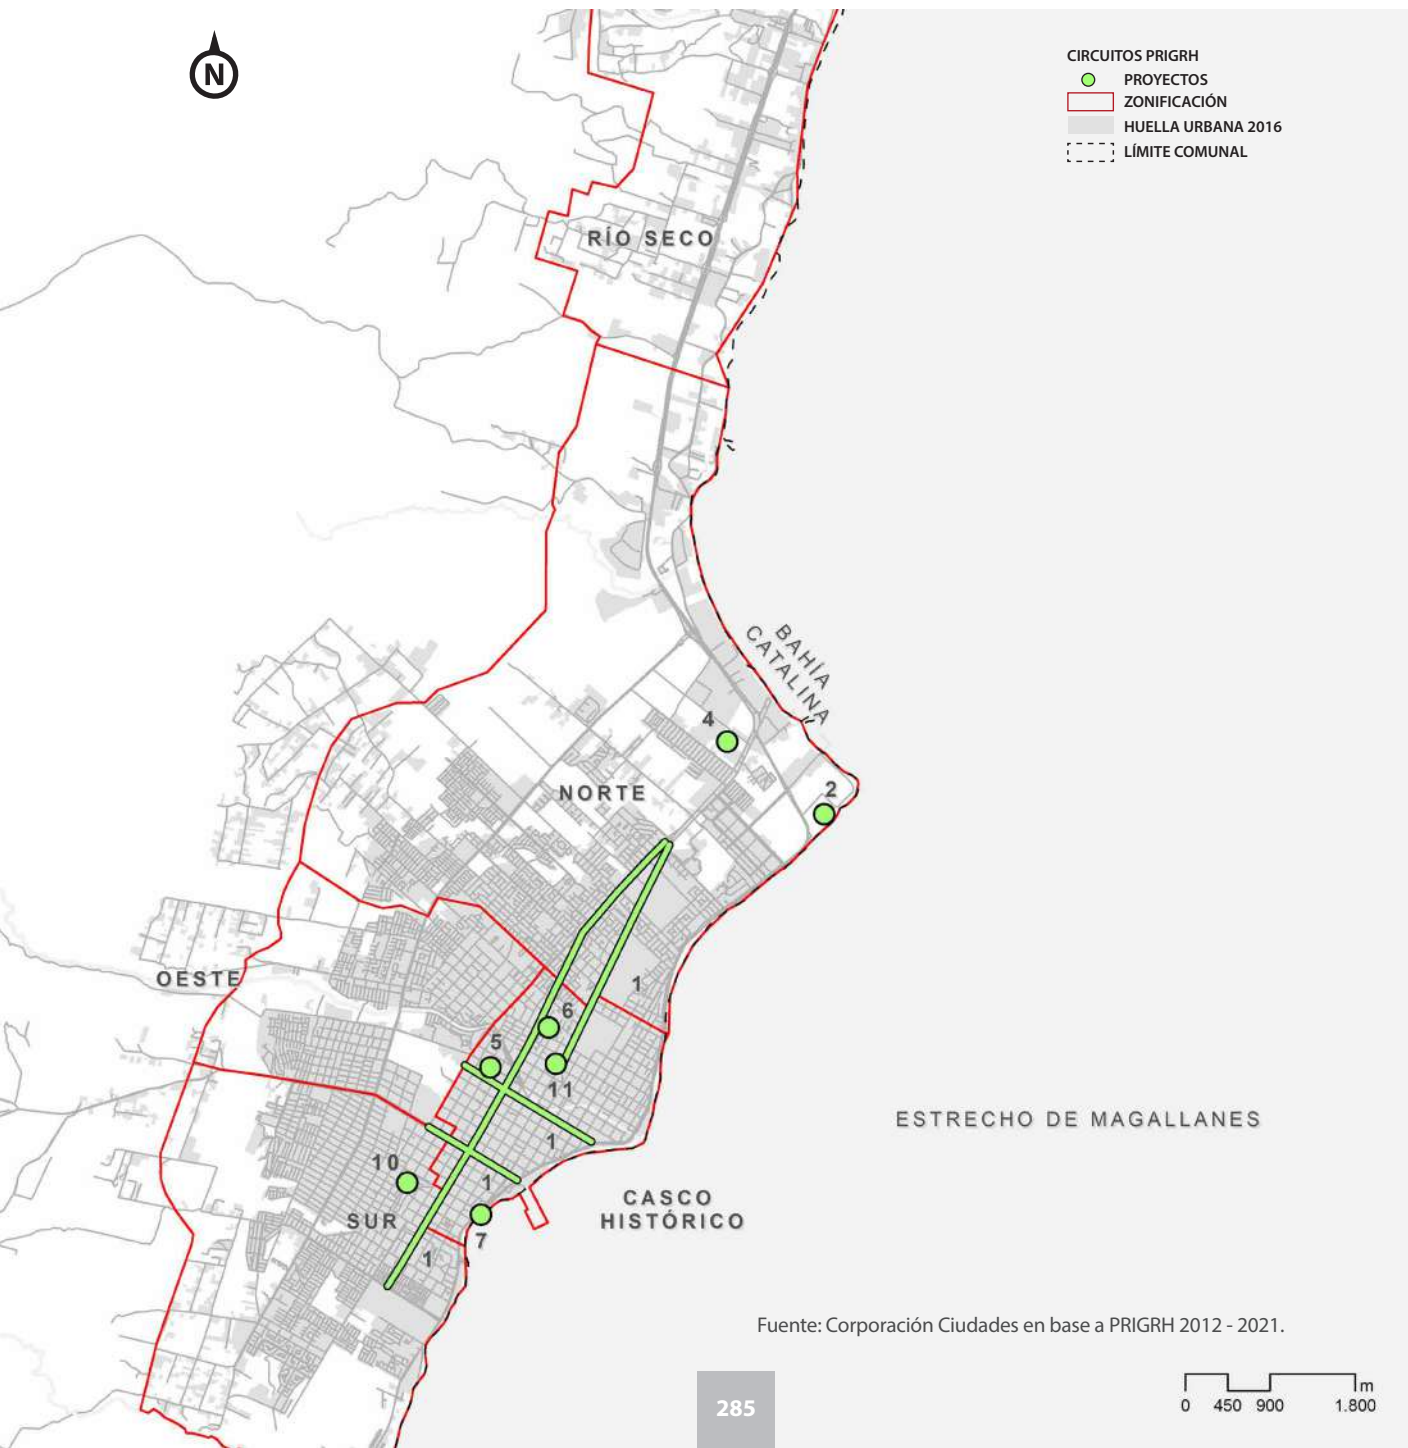 N
CIRCUITOS PRIGRH
PROYECTOS
ZONIFICACIÓN
HUELLA URBANA 2016
LÍMITE COMUNAL
RÍO SECO
BAHÍA
CATALINA
4
2
NORTE
OESTE
1
6
5
11
1
ESTRECHO DE MAGALLANES
10
1
CASCO
HISTÓRICO
SUR
7
1
Fuente: Corporación Ciudades en base a PRIGRH 2012 - 2021.
m
0 450 900 1.800
285